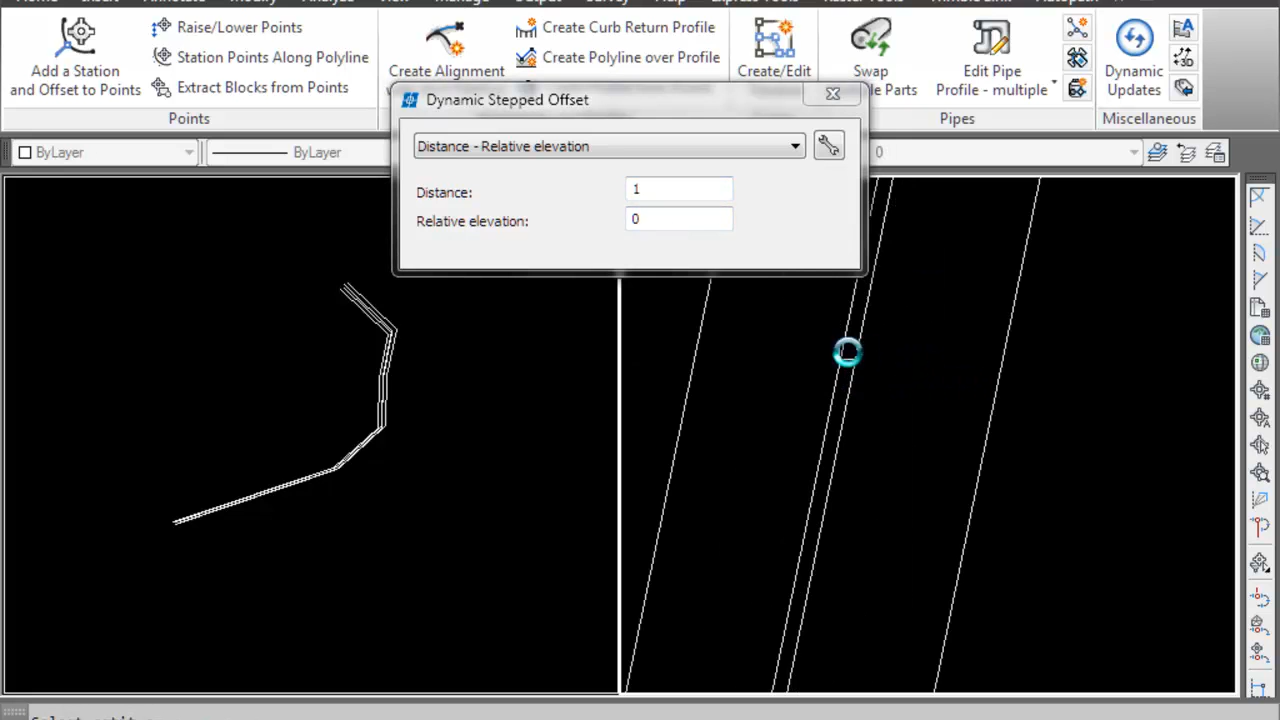 Add a Station
and Offset to Points
Raise/Lower Points
Station Points Along Polyline
Extract Blocks from Points
Points
Create Alignment
Create Curb Return Profile
Create Polyline over Profile
Create/Edit
Swap
Parts
Edit Pipe
Profile - multiple
Pipes
Dynamic
Updates
Miscellaneous
ByLayer
ByLayer
0
Dynamic Stepped Offset
Distance - Relative elevation
Distance:
1
Relative elevation:
0